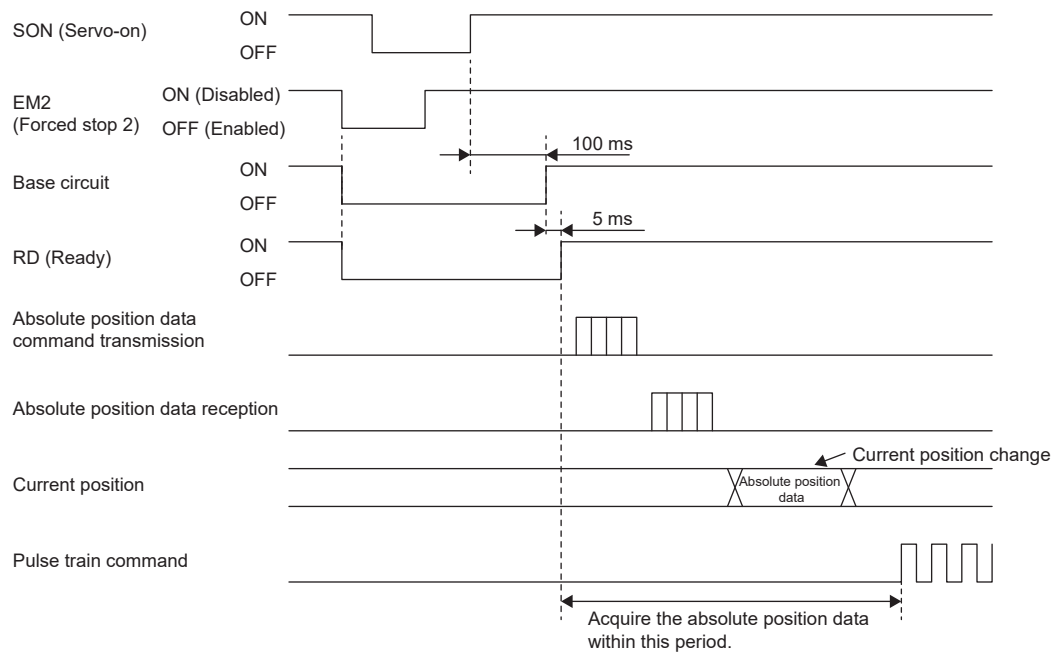 SON (Servo-on)
ON
OFF
EM2
(Forced stop 2)
ON (Disabled)
OFF (Enabled)
100 ms
Base circuit
ON
OFF
5 ms
RD (Ready)
ON
OFF
Absolute position data
command transmission
Absolute position data reception
Current position change
Current position
Absolute position
data
Pulse train command
Acquire the absolute position data
within this period.